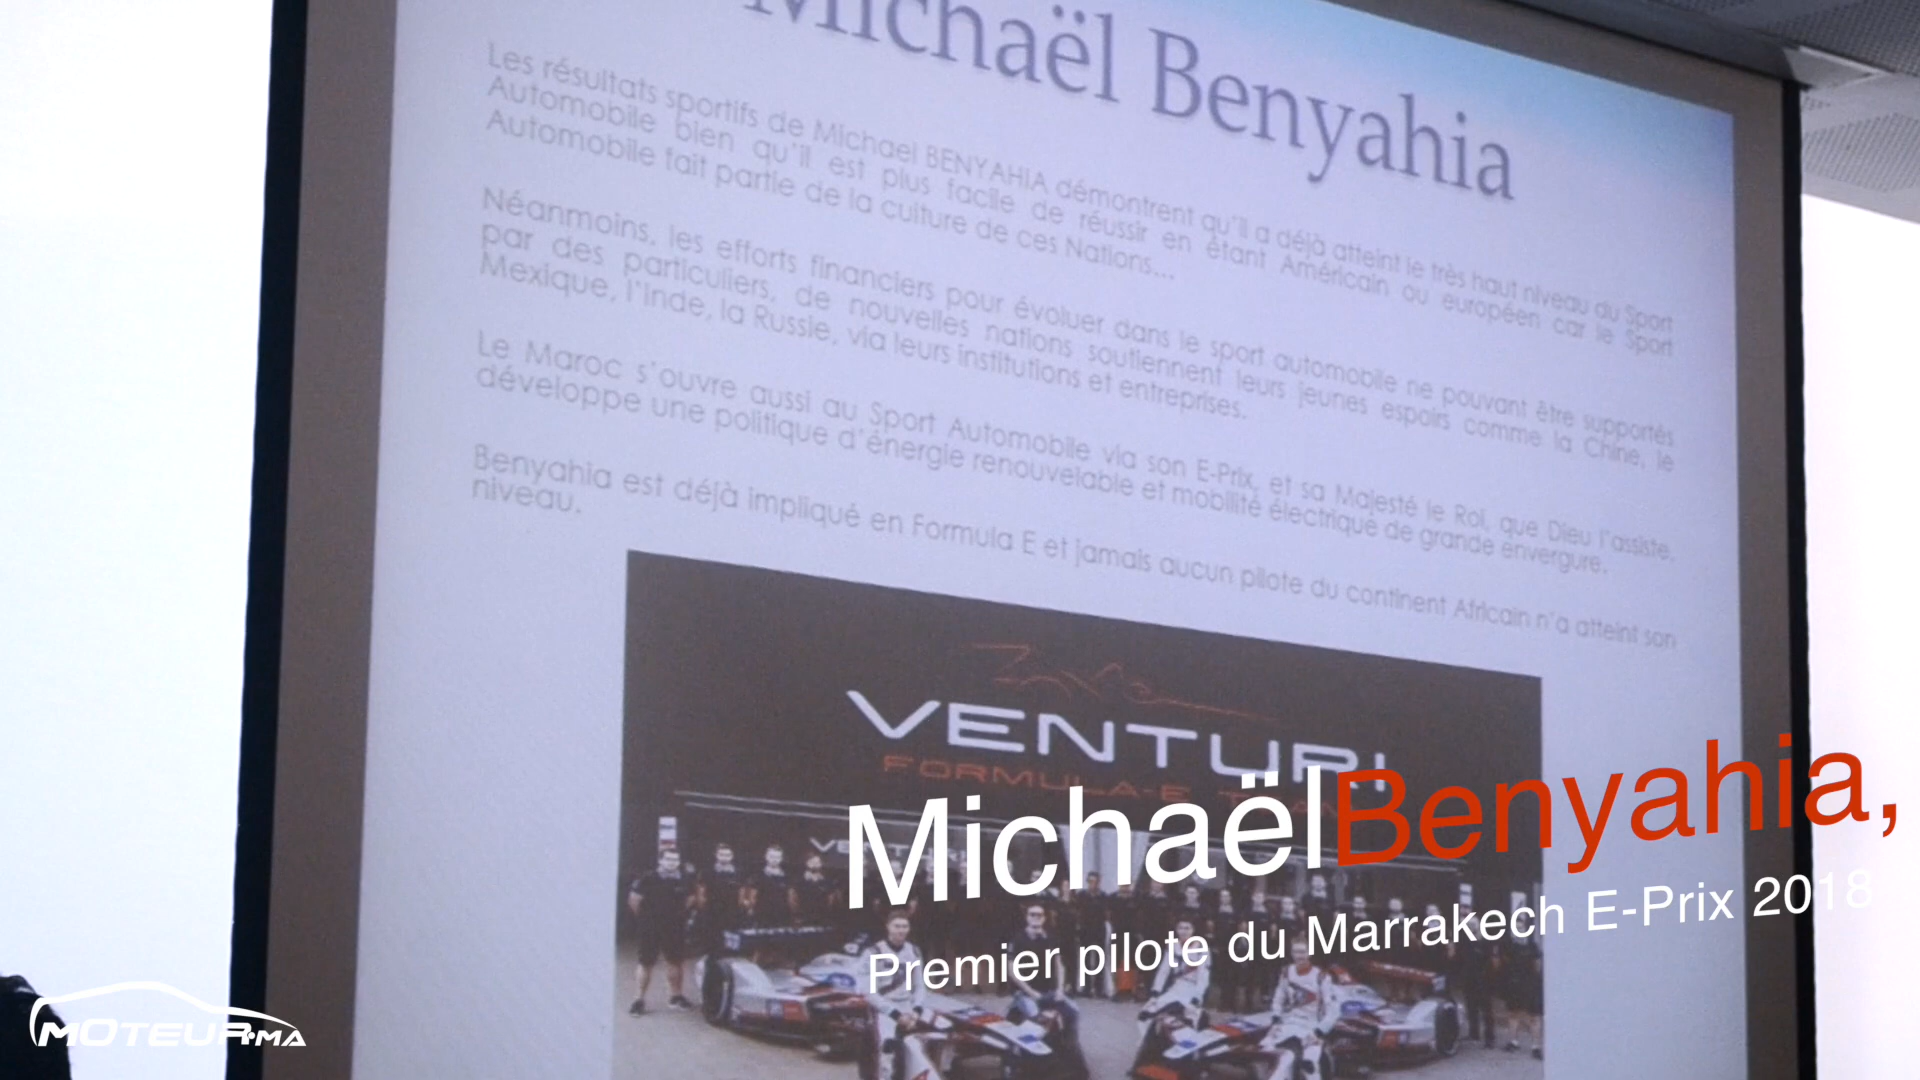 Michaël Benyahia
Les résultats sportifs de Michael BENYAHIA démontrent qu'il a déjà atteint le très haut niveau du Sport
Automobile bien qu'il est plus facile de réussir en étant Américain ou européen car le Sport
Automobile fait partie de la culture de ces Nations...
Néanmoins, les efforts financiers pour évoluer dans le sport automobile ne pouvant être supportés
par des particuliers, de nouvelles nations soutiennent leurs jeunes espoirs comme la Chine, le
Mexique, l'Inde, la Russie, via leurs institutions et entreprises.
Le Maroc s'ouvre aussi au Sport Automobile via son E-Prix, et sa Majesté le Roi, que Dieu l'assiste,
développe une politique d'énergie renouvelable et mobilité électrique de grande envergure.
Benyahia est déjà impliqué en Formula E et jamais aucun pilote du continent Africain n'a atteint son
niveau.
VENTURI
FORMULA-E TEAM
MichaëlBenyahia,
Premier pilote du Marrakech E-Prix 2018
VENTURI
MOTEUR.MA